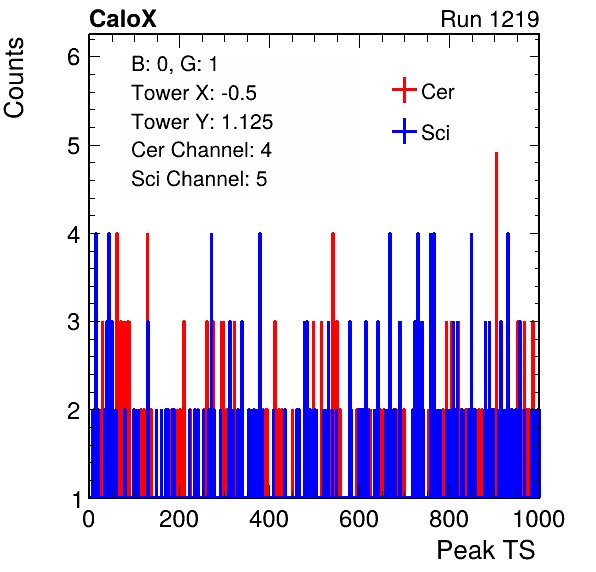 CaloX
Run 1219
Counts
B: 0, G: 1
Tower X: -0.5
Tower Y: 1.125
Cer Channel: 4
Sci Channel: 5
Cer
Sci
6
5
4
3
2
1
0
200
400
600
800
1000
Peak TS